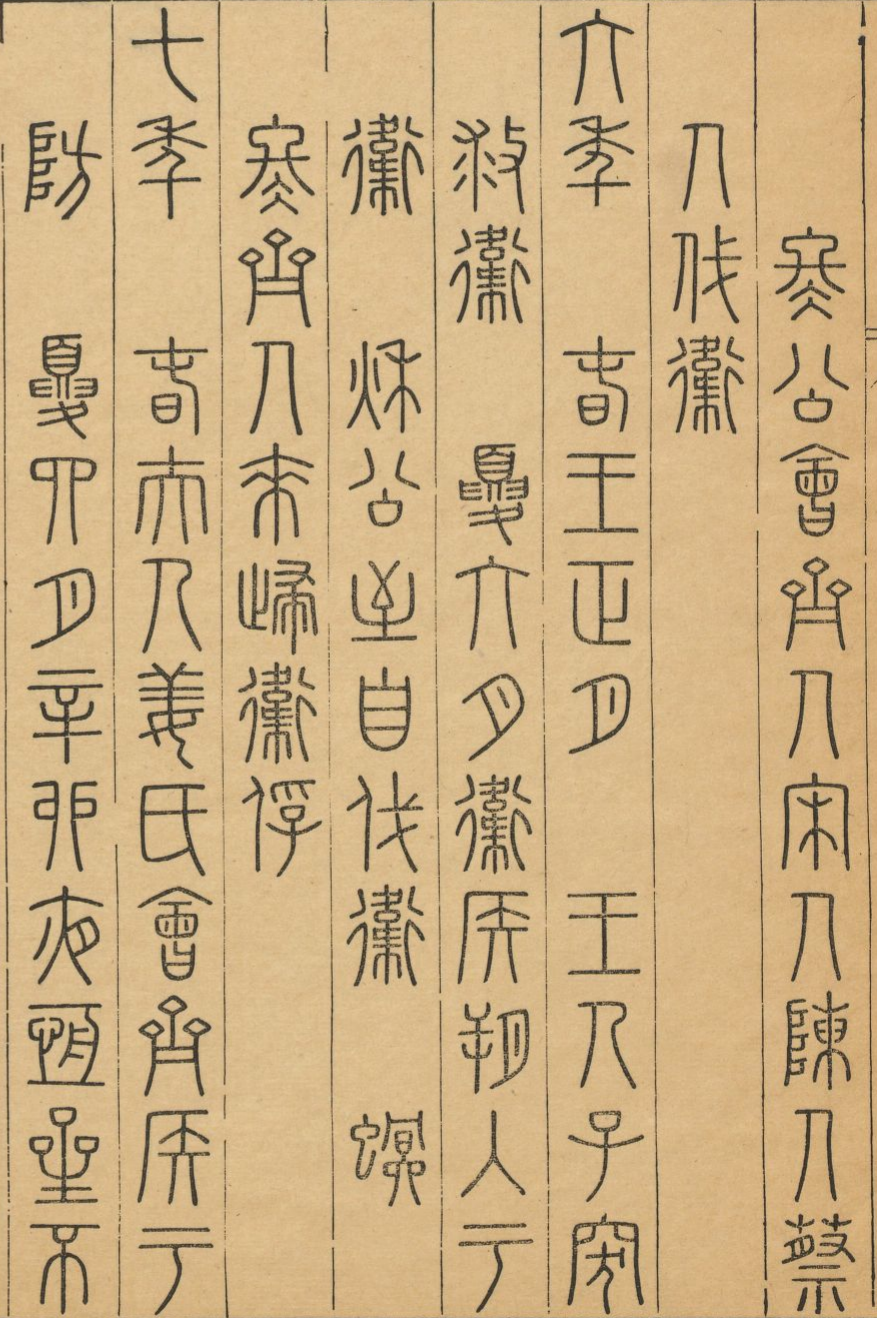 冬公會齊人宋人陳人蔡
人伐衛
六秊 春王正月 王人子突
救衛 夏六月衛侯朔入于
衛 秋公至自伐衛 螟
冬齊人來歸衛俘
七秊 春夫人姜氏會齊侯于
防 夏四月辛卯夜恆星不